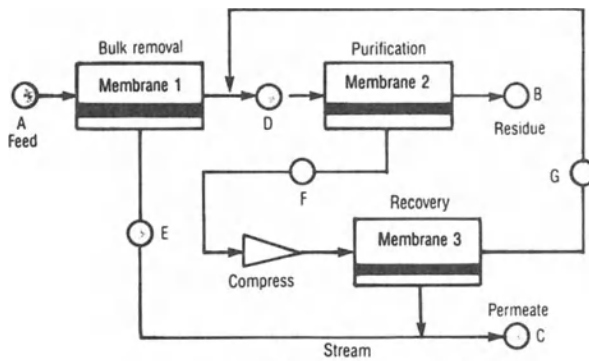 Bulk removal
Purification
Membrane 1
Membrane 2
A
Feed
D
B
Residue
F
G
E
Recovery
Membrane 3
Compress
Permeate
C
Stream